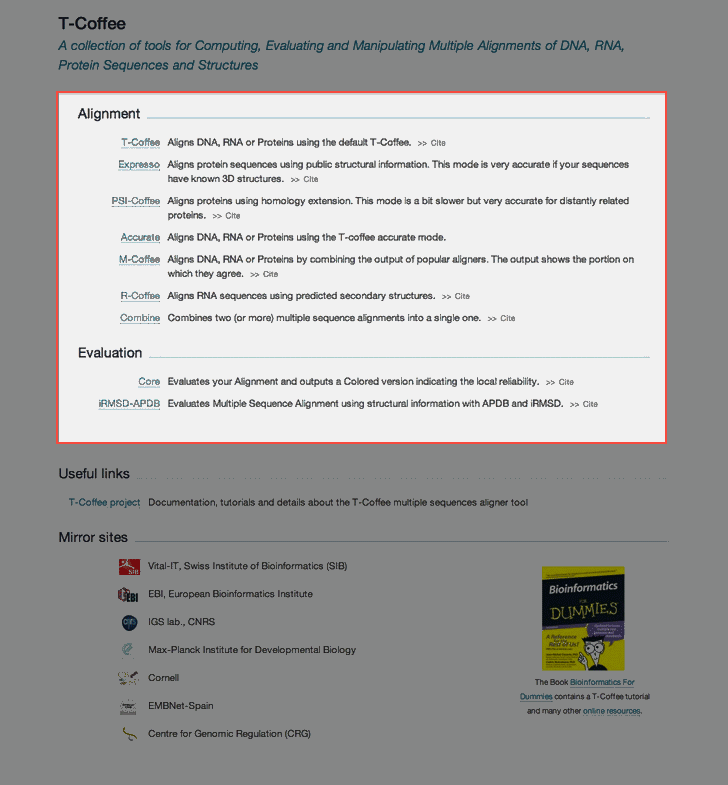 T-Coffee
A collection of tools for Computing, Evaluating and Manipulating Multiple Alignments of DNA, RNA,
Protein Sequences and Structures
Alignment
T-Coffee Aligns DNA, RNA or Proteins using the default T-Coffee. >> Cite
Expresso Aligns protein sequences using public structural information. This mode is very accurate if your sequences
have known 3D structures. >> Cite
PSI-Coffee Aligns proteins using homology extension. This mode is a bit slower but very accurate for distantly related
proteins. >> Cite
Accurate Aligns DNA, RNA or Proteins using the T-coffee accurate mode.
M-Coffee Aligns DNA, RNA or Proteins by combining the output of popular aligners. The output shows the portion on
which they agree. >> Cite
R-Coffee Aligns RNA sequences using predicted secondary structures. >> Cite
Combine Combines two (or more) multiple sequence alignments into a single one. >> Cite
Evaluation
Core Evaluates your Alignment and outputs a Colored version indicating the local reliability. >> Cite
iRMSD-APDB Evaluates Multiple Sequence Alignment using structural information with APDB and iRMSD. >> Cite
Useful links
T-Coffee project Documentation, tutorials and details about the T-Coffee multiple sequences aligner tool
Mirror sites
SIB Vital-IT, Swiss Institute of Bioinformatics (SIB)
EBI EBI, European Bioinformatics Institute
CNRS IGS lab., CNRS
Max-Planck Institute for Developmental Biology
Cornell
EMBNet-Spain
Centre for Genomic Regulation (CRG)
Bioinformatics
FOR
DUMMIES
A Reference
for the
Rest of Us!
The Book Bioinformatics For
Dummies contains a T-Coffee tutorial
and many other online resources.